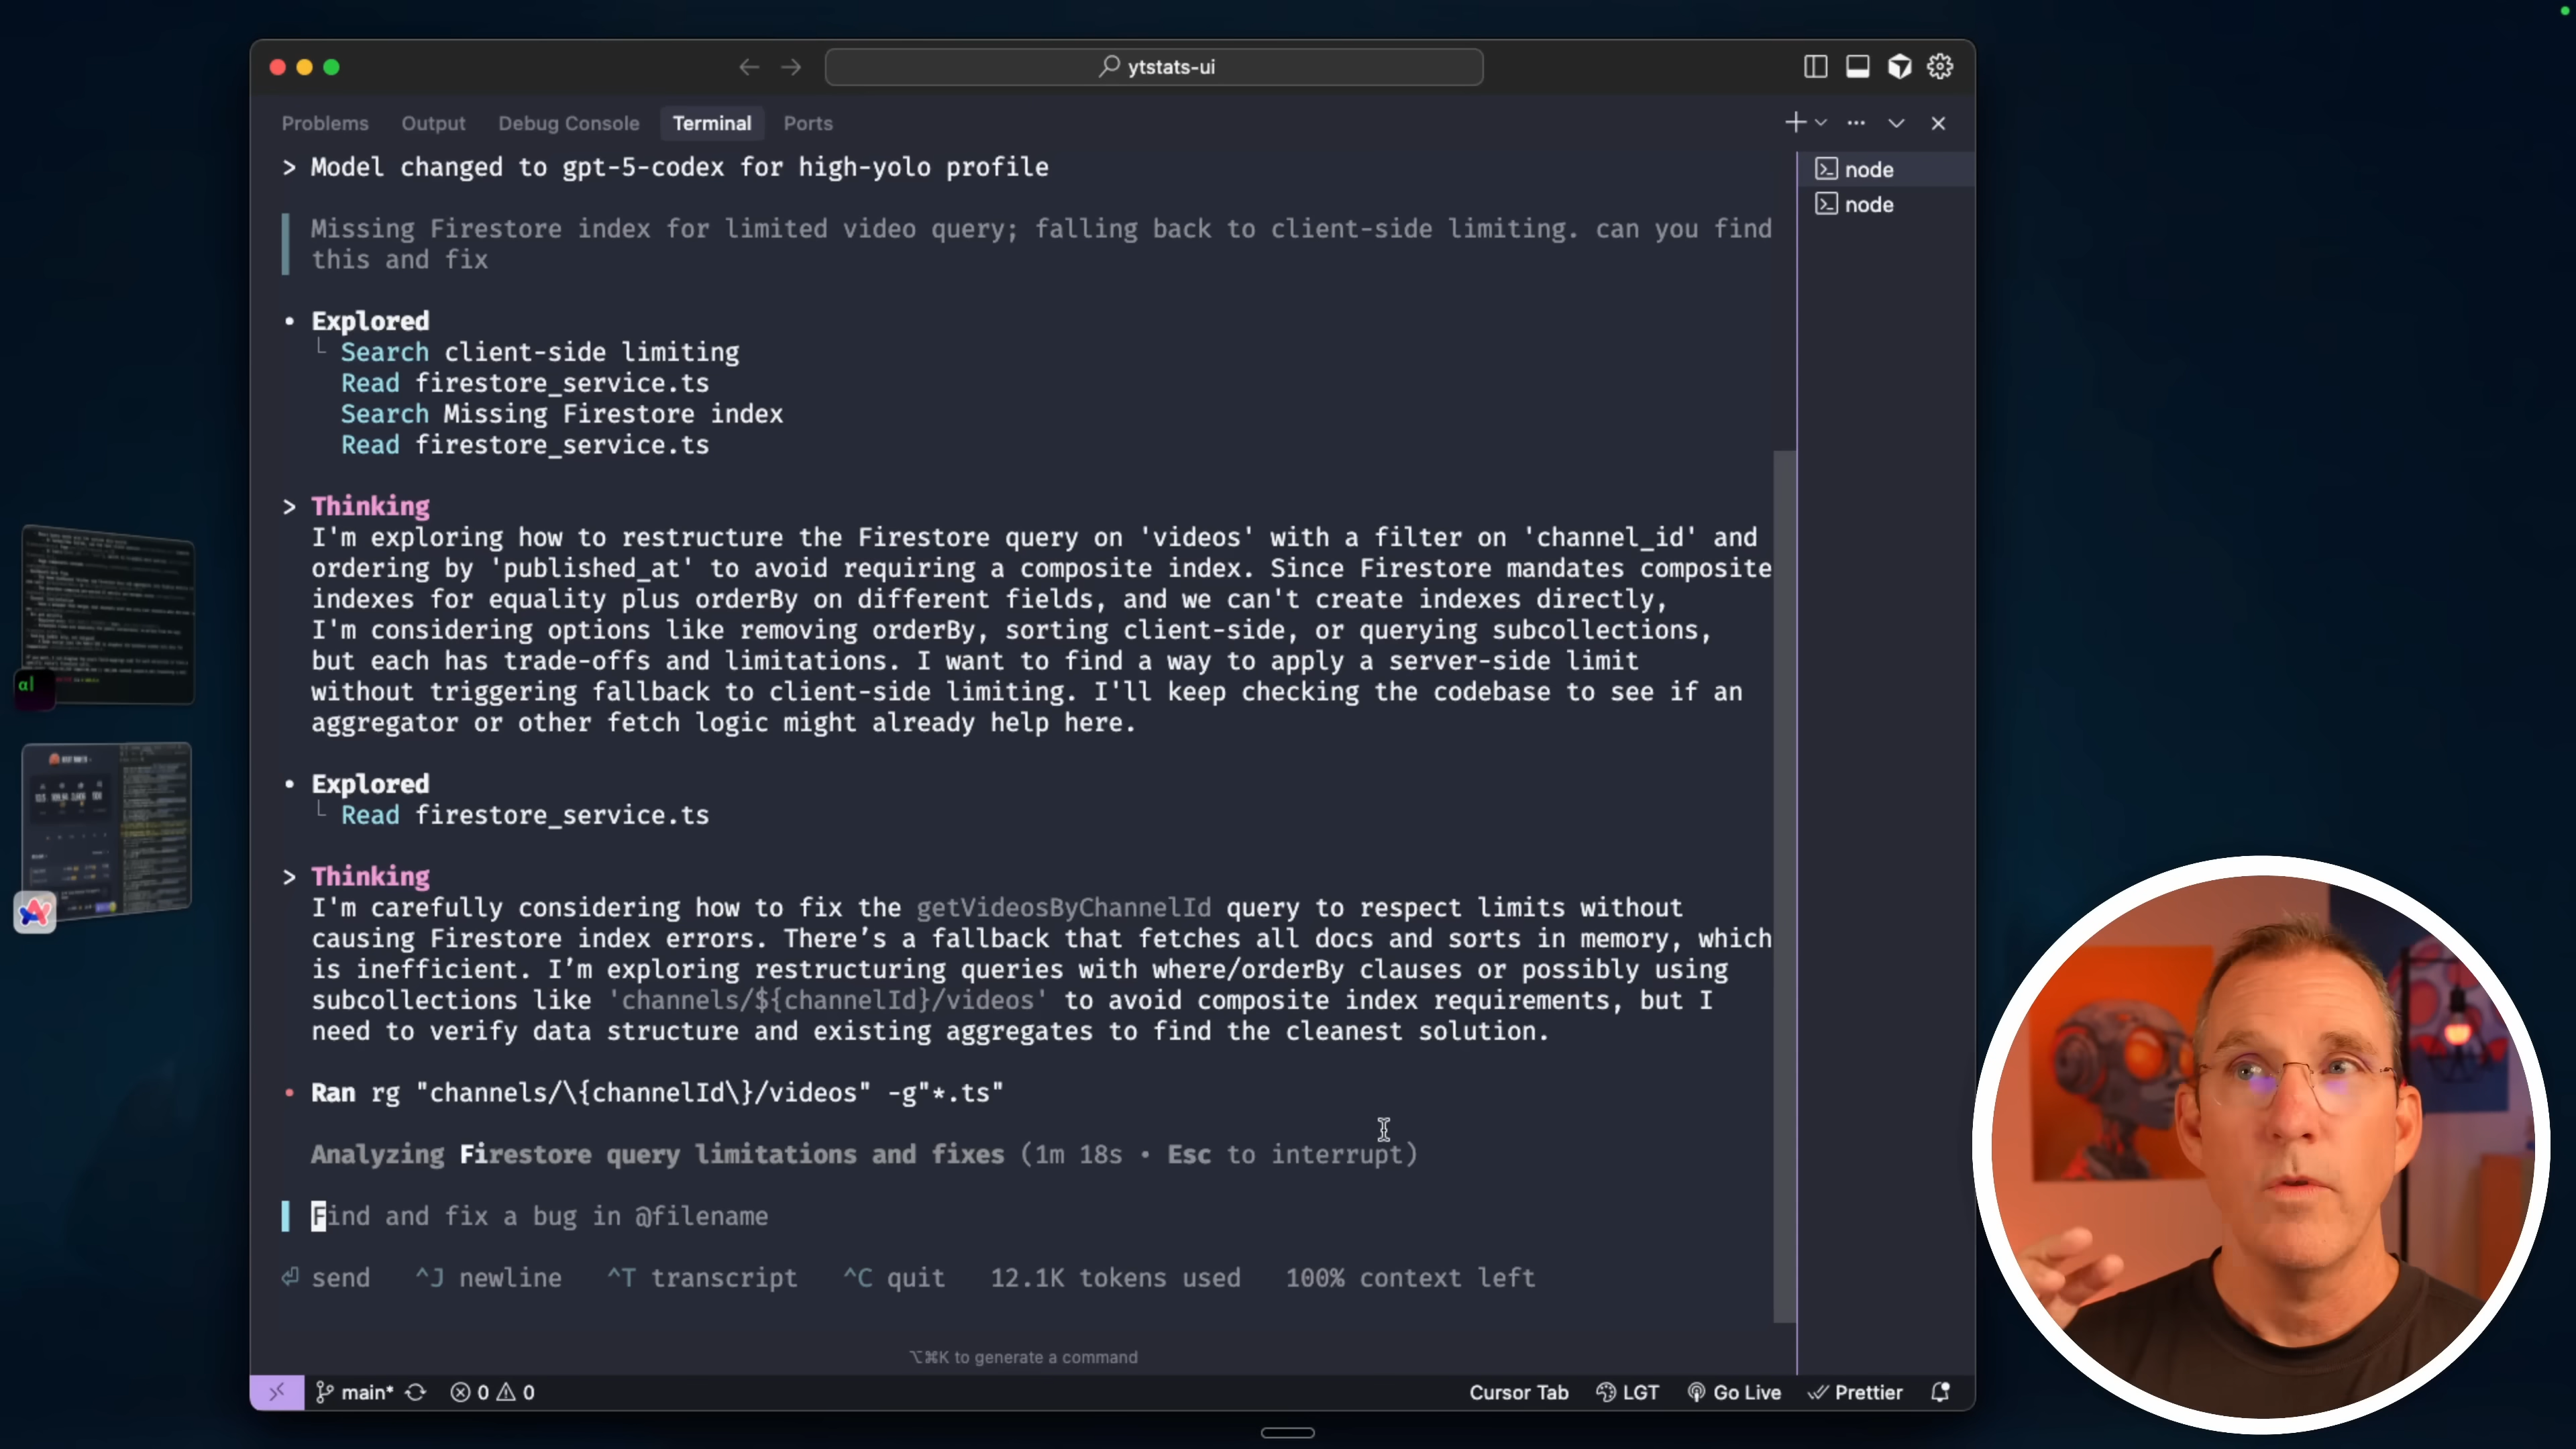 ytstats-ui
Problems Output Debug Console Terminal Ports
> Model changed to gpt-5-codex for high-yolo profile
node
node
Missing Firestore index for limited video query; falling back to client-side limiting. can you find
this and fix
• Explored
└ Search client-side limiting
Read firestore_service.ts
Search Missing Firestore index
Read firestore_service.ts
> Thinking
I'm exploring how to restructure the Firestore query on 'videos' with a filter on 'channel_id' and
ordering by 'published_at' to avoid requiring a composite index. Since Firestore mandates composite
indexes for equality plus orderBy on different fields, and we can't create indexes directly,
I'm considering options like removing orderBy, sorting client-side, or querying subcollections,
but each has trade-offs and limitations. I want to find a way to apply a server-side limit
without triggering fallback to client-side limiting. I'll keep checking the codebase to see if an
aggregator or other fetch logic might already help here.
• Explored
└ Read firestore_service.ts
> Thinking
I'm carefully considering how to fix the getVideosByChannelId query to respect limits without
causing Firestore index errors. There’s a fallback that fetches all docs and sorts in memory, which
is inefficient. I’m exploring restructuring queries with where/orderBy clauses or possibly using
subcollections like 'channels/${channelId}/videos' to avoid composite index requirements, but I
need to verify data structure and existing aggregates to find the cleanest solution.
• Ran rg "channels/\{channelId\}/videos" -g"*.ts"
Analyzing Firestore query limitations and fixes (1m 18s • Esc to interrupt)
Find and fix a bug in @filename
⏎ send ^J newline ^T transcript ^C quit 12.1K tokens used 100% context left
⌥⌘K to generate a command
main* 0 0 Cursor Tab LGT Go Live Prettier